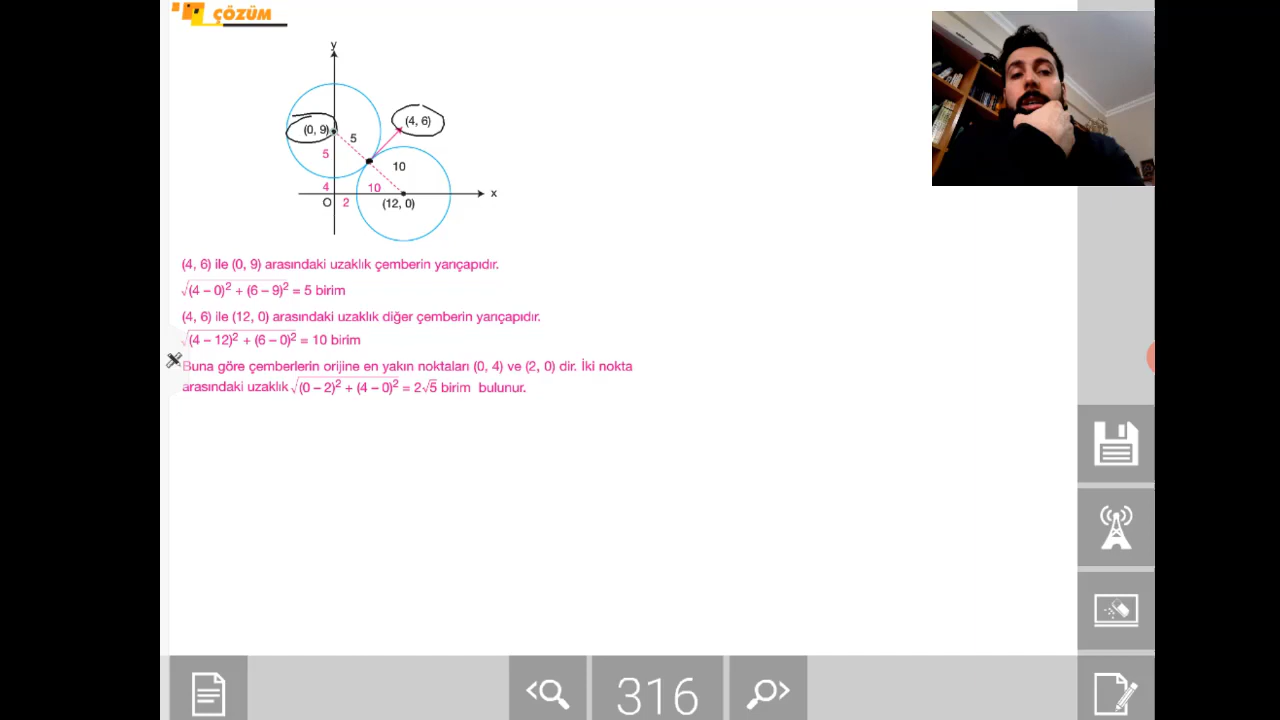 ÇÖZÜM
y
(0, 9)
(4, 6)
5
5
10
4
10
x
O
2
(12, 0)
(4, 6) ile (0, 9) arasındaki uzaklık çemberin yarıçapıdır.
√(4 – 0)² + (6 – 9)² = 5 birim
(4, 6) ile (12, 0) arasındaki uzaklık diğer çemberin yarıçapıdır.
√(4 – 12)² + (6 – 0)² = 10 birim
Buna göre çemberlerin orijine en yakın noktaları (0, 4) ve (2, 0) dir. İki nokta
arasındaki uzaklık √(0 – 2)² + (4 – 0)² = 2√5 birim bulunur.
316